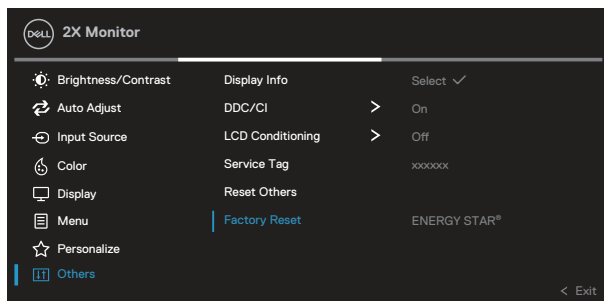 DELL 2X Monitor
Brightness/Contrast Display Info Select ✓
Auto Adjust DDC/CI > On
Input Source LCD Conditioning > Off
Color Service Tag xxxxxx
Display Reset Others
Menu Factory Reset ENERGY STAR®
Personalize
Others
< Exit